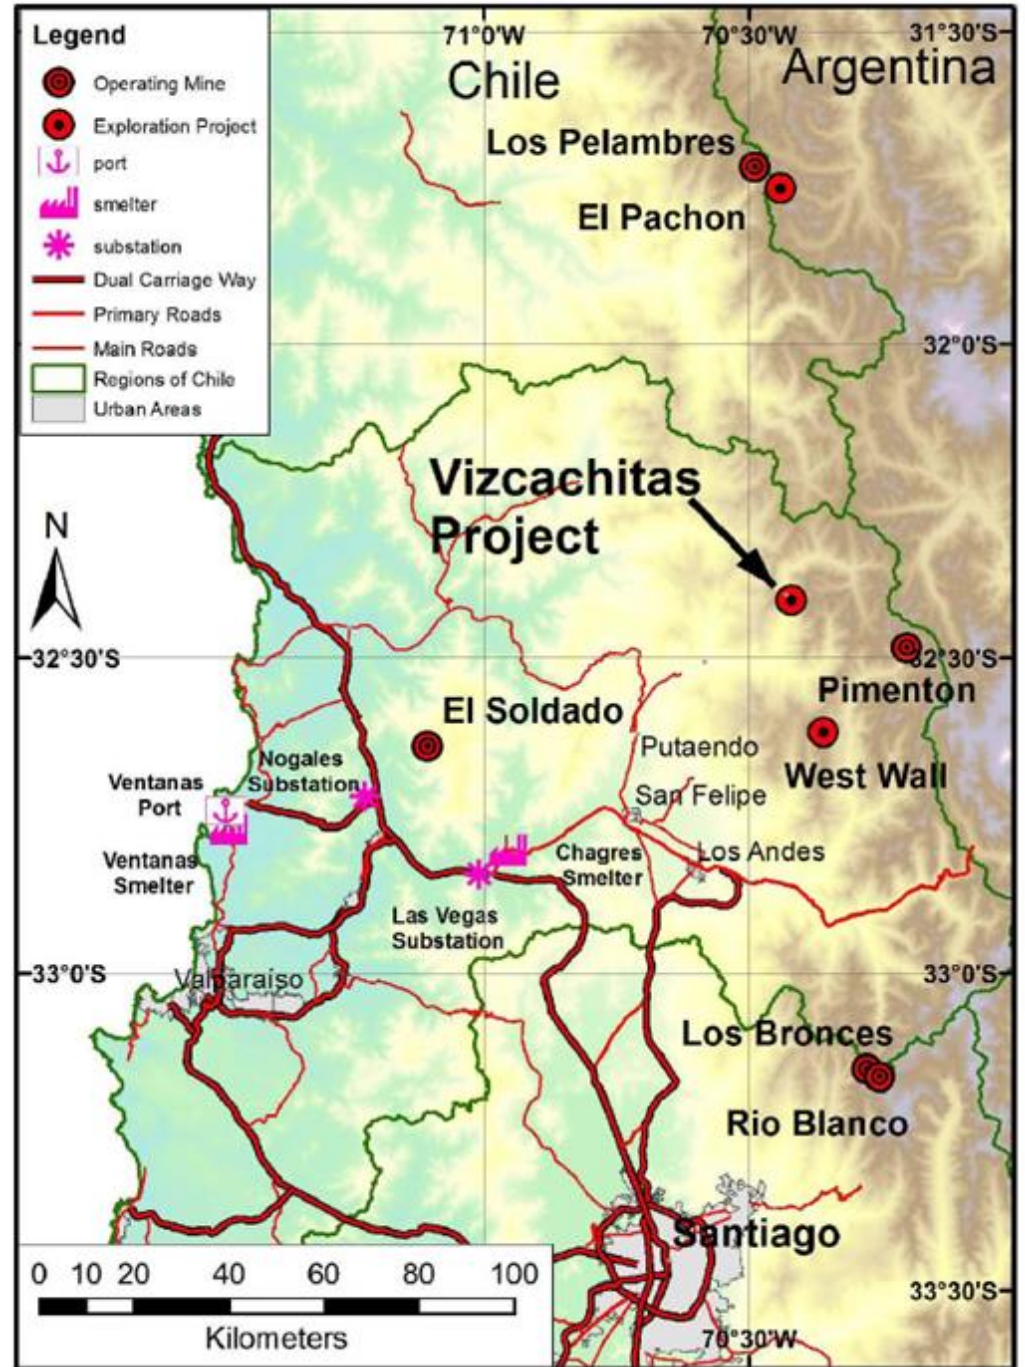 Legend
Operating Mine
Exploration Project
port
smelter
substation
Dual Carriage Way
Primary Roads
Main Roads
Regions of Chile
Urban Areas
71°0'W
70°30'W
31°30'S
Chile
Argentina
Los Pelambres
El Pachon
32°0'S
Vizcachitas
Project
N
32°30'S
32°30'S
Pimenton
El Soldado
West Wall
Putaendo
Nogales
Substation
San Felipe
Ventanas
Port
Ventanas
Smelter
Chagres
Smelter
Los Andes
Las Vegas
Substation
33°0'S
33°0'S
Valparaíso
Los Bronces
Rio Blanco
Santiago
0 10 20 40 60 80 100
Kilometers
33°30'S
70°30'W